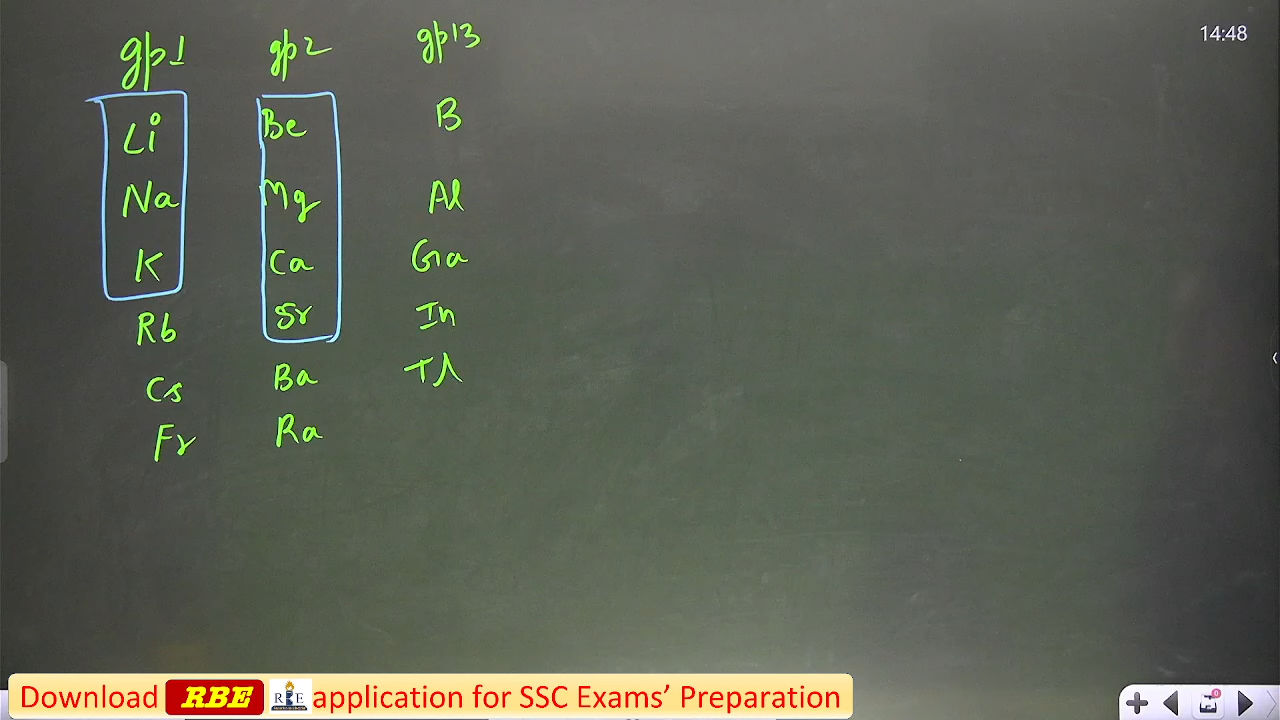 gp1 gp2 gp13
14:48
Li Be B
Na Mg Al
K Ca Ga
Rb Sr In
Cs Ba Tl
Fr Ra
Download RBE RBE application for SSC Exams’ Preparation